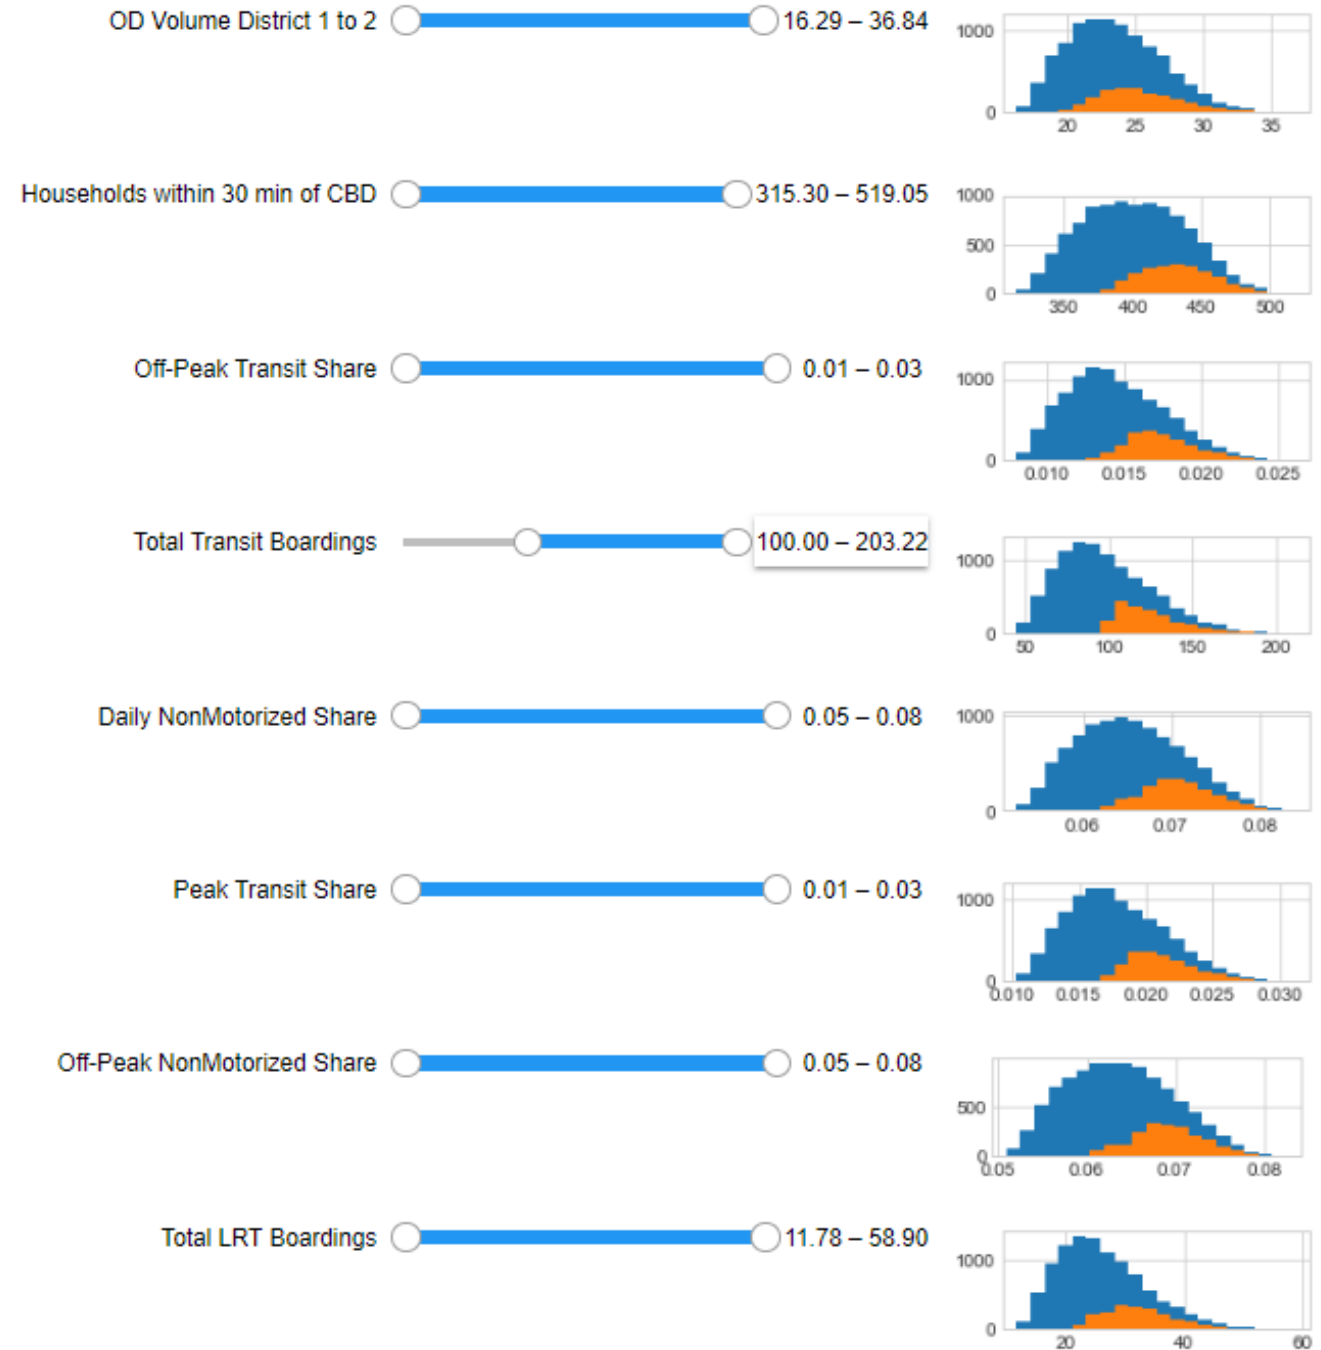 OD Volume District 1 to 2 16.29 – 36.84
1000
0
20 25 30 35
Households within 30 min of CBD 315.30 – 519.05
1000
500
0
350 400 450 500
Off-Peak Transit Share 0.01 – 0.03
1000
0
0.010 0.015 0.020 0.025
Total Transit Boardings 100.00 – 203.22
1000
0
50 100 150 200
Daily NonMotorized Share 0.05 – 0.08
1000
0
0.06 0.07 0.08
Peak Transit Share 0.01 – 0.03
1000
0
0.010 0.015 0.020 0.025 0.030
Off-Peak NonMotorized Share 0.05 – 0.08
500
0
0.05 0.06 0.07 0.08
Total LRT Boardings 11.78 – 58.90
1000
0
20 40 60